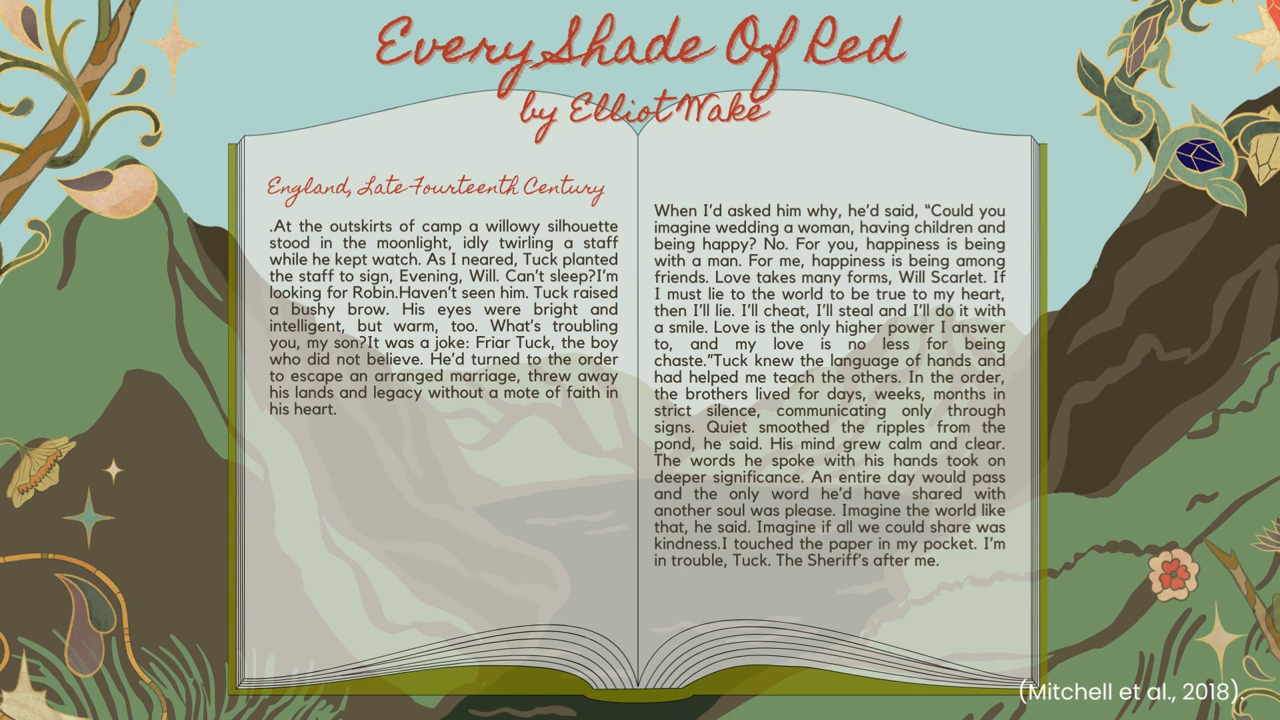 Every Shade Of Red
by Elliot Wake
England, Late Fourteenth Century
.At the outskirts of camp a willowy silhouette
stood in the moonlight, idly twirling a staff
while he kept watch. As I neared, Tuck planted
the staff to sign, Evening, Will. Can't sleep?I'm
looking for Robin.Haven't seen him. Tuck raised
a bushy brow. His eyes were bright and
intelligent, but warm, too. What's troubling
you, my son?It was a joke: Friar Tuck, the boy
who did not believe. He'd turned to the order
to escape an arranged marriage, threw away
his lands and legacy without a mote of faith in
his heart.
When I'd asked him why, he'd said, "Could you
imagine wedding a woman, having children and
being happy? No. For you, happiness is being
with a man. For me, happiness is being among
friends. Love takes many forms, Will Scarlet. If
I must lie to the world to be true to my heart,
then I'll lie. I'll cheat, I'll steal and I'll do it with
a smile. Love is the only higher power I answer
to, and my love is no less for being
chaste."Tuck knew the language of hands and
had helped me teach the others. In the order,
the brothers lived for days, weeks, months in
strict silence, communicating only through
signs. Quiet smoothed the ripples from the
pond, he said. His mind grew calm and clear.
The words he spoke with his hands took on
deeper significance. An entire day would pass
and the only word he'd have shared with
another soul was please. Imagine the world like
that, he said. Imagine if all we could share was
kindness.I touched the paper in my pocket. I'm
in trouble, Tuck. The Sheriff's after me.
(Mitchell et al., 2018).